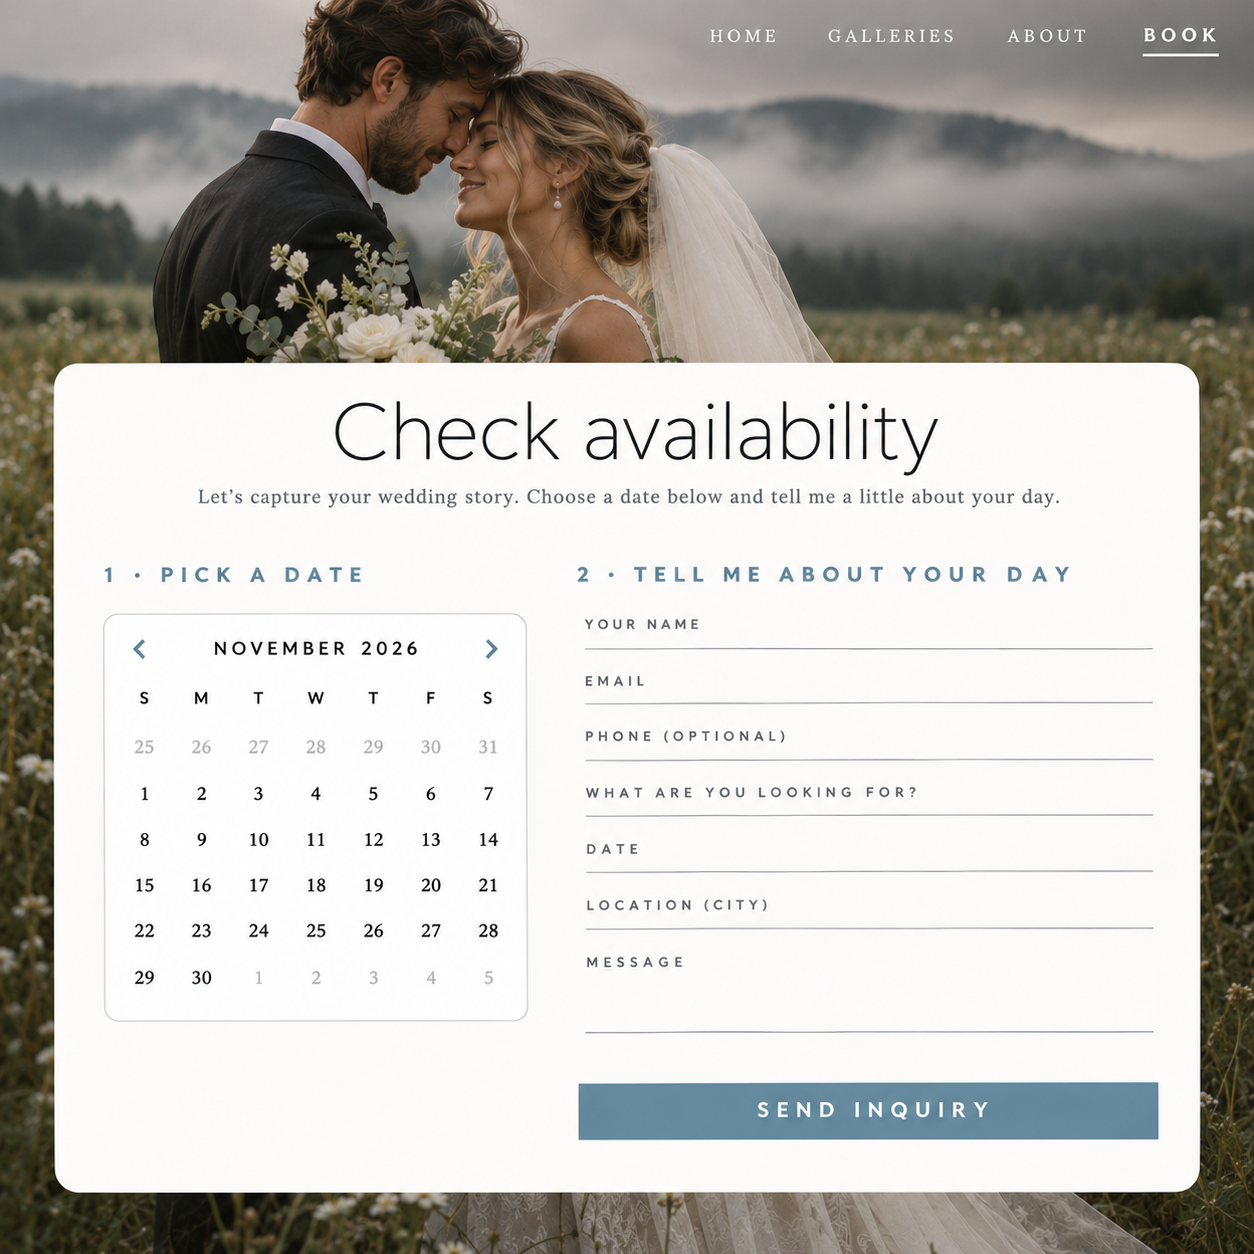 HOME GALLERIES ABOUT BOOK
Check availability
Let's capture your wedding story. Choose a date below and tell me a little about your day.
1 · PICK A DATE
NOVEMBER 2026
S M T W T F S
25 26 27 28 29 30 31
1 2 3 4 5 6 7
8 9 10 11 12 13 14
15 16 17 18 19 20 21
22 23 24 25 26 27 28
29 30 1 2 3 4 5
2 · TELL ME ABOUT YOUR DAY
YOUR NAME
EMAIL
PHONE (OPTIONAL)
WHAT ARE YOU LOOKING FOR?
DATE
LOCATION (CITY)
MESSAGE
SEND INQUIRY